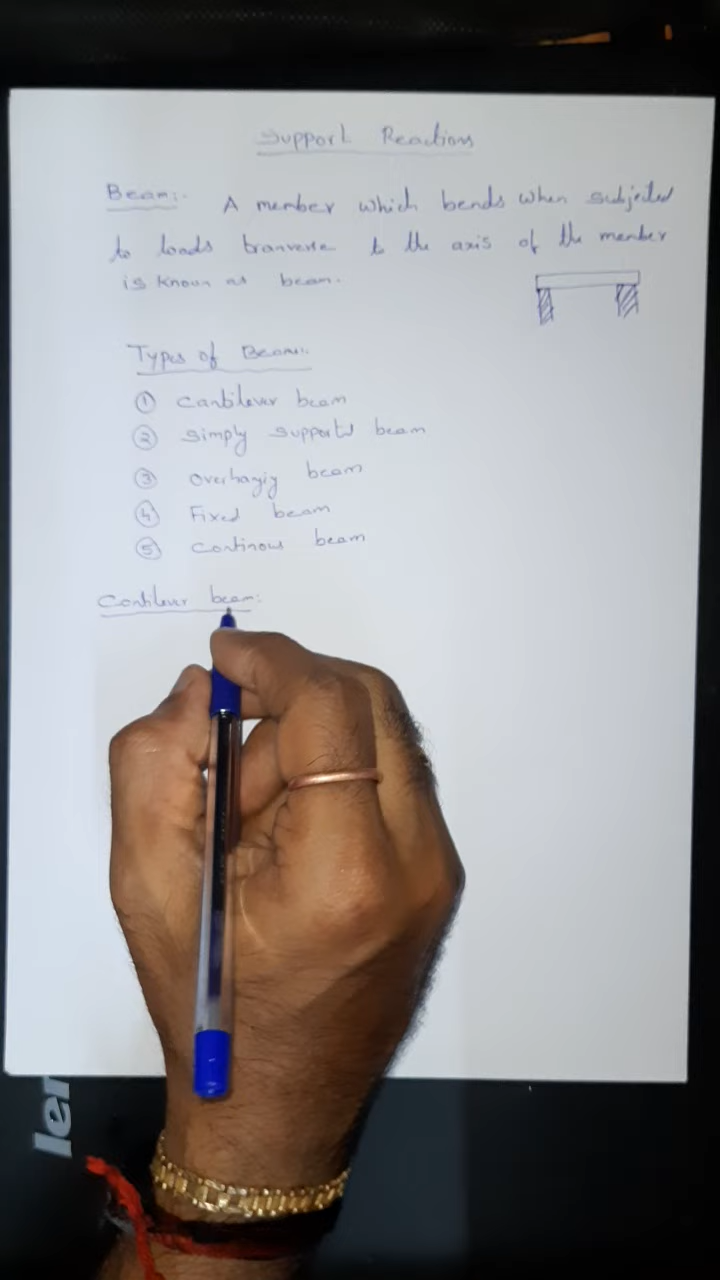 Support Reactions
Beam:- A member which bends when subjected
to loads tranverse to the axis of the member
is known as beam.
Types of Beams:-
① Cantilever beam
② Simply supported beam
③ Overhanging beam
④ Fixed beam
⑤ Continous beam
Cantilever beam:
len